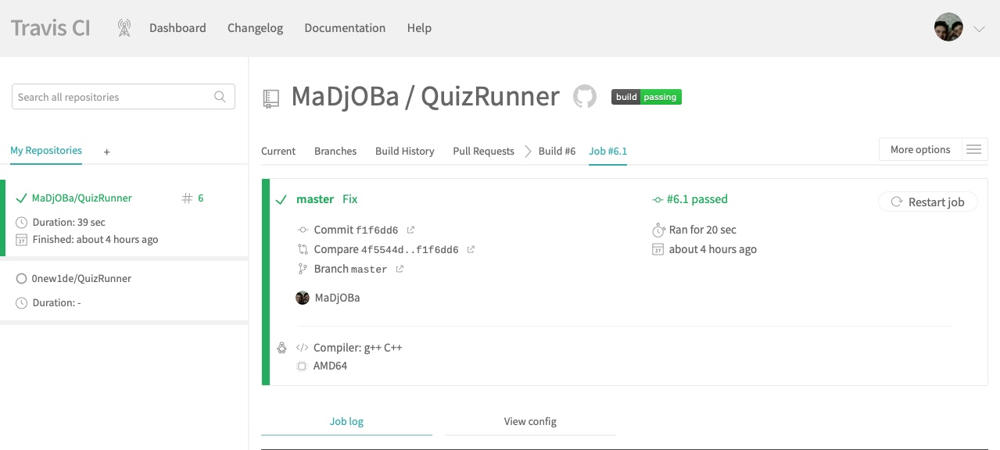 Travis CI Dashboard Changelog Documentation Help
Search all repositories
My Repositories +
MaDjOBa/QuizRunner # 6
Duration: 39 sec
27 Finished: about 4 hours ago
0new1de/QuizRunner
Duration: -
MaDjOBa / QuizRunner build passing
Current Branches Build History Pull Requests Build #6 Job #6.1 More options
master Fix
Commit f1f6dd6
Compare 4f5544d..f1f6dd6
Branch master
MaDjOBa
#6.1 passed
Ran for 20 sec
27 about 4 hours ago
Restart job
</> Compiler: g++ C++
AMD64
Job log View config